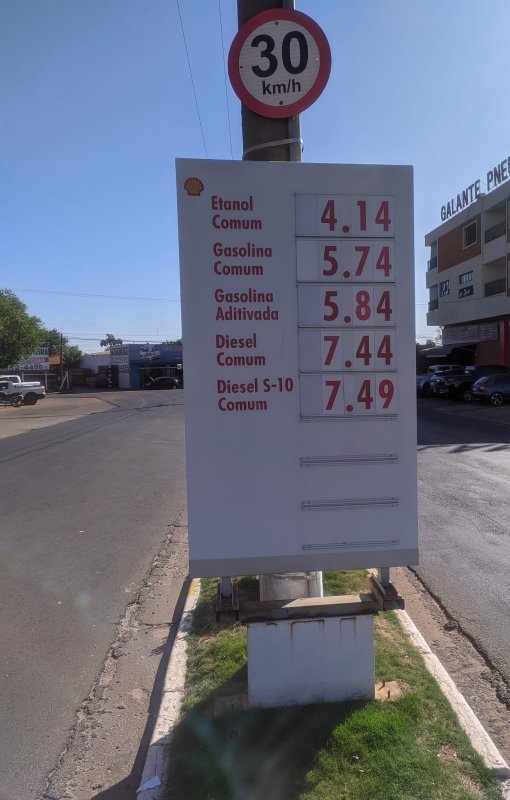 30
km/h
GALANTE PNEU
Etanol
Comum
4.14
Gasolina
Comum
5.74
Gasolina
Aditivada
5.84
Diesel
Comum
7.44
Diesel S-10
Comum
7.49